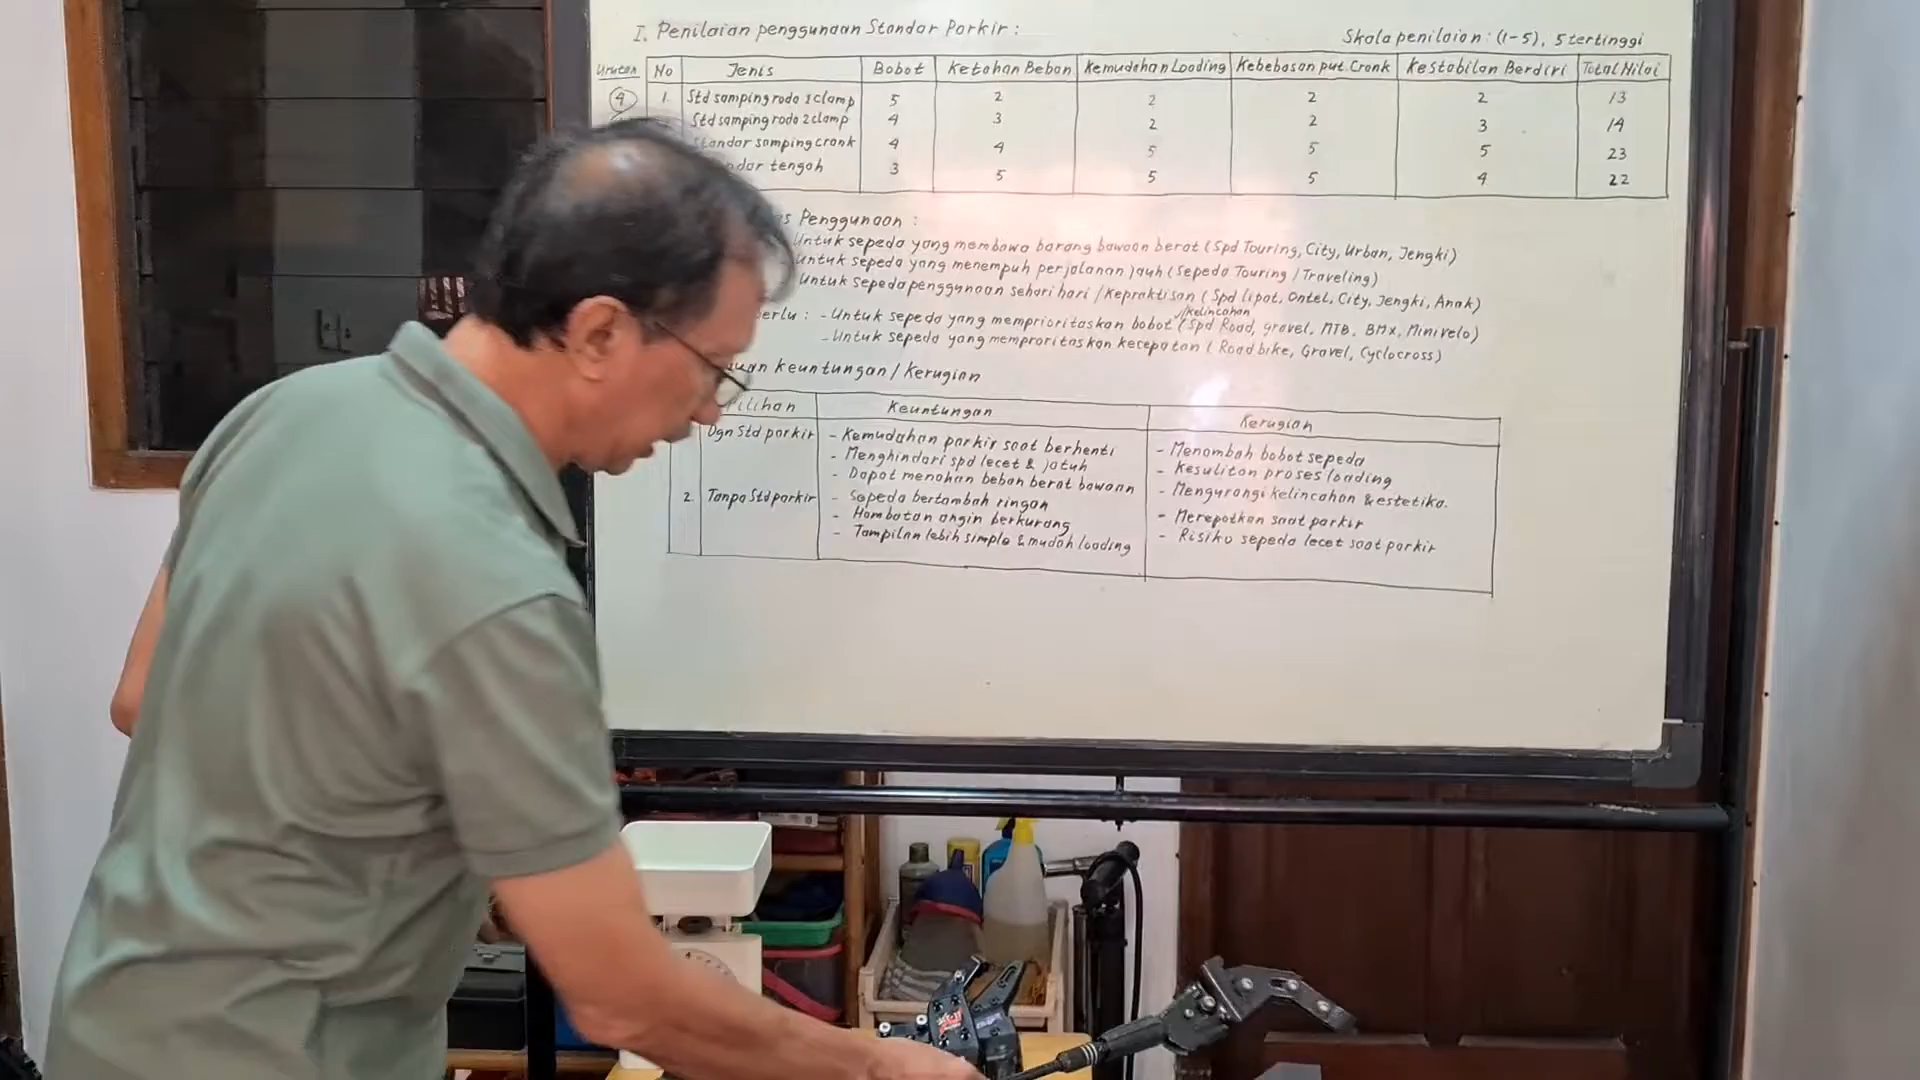 I. Penilaian penggunaan Standar Parkir :
Skala penilaian : (1-5), 5 tertinggi
Urutan No Jenis Bobot Ketahan Beban Kemudahan Loading Kebebasan put Crank Kestabilan Berdiri Total Nilai
4 1. Std samping roda 1 clamp 5 2 2 2 2 13
Std samping roda 2 clamp 4 3 2 2 3 14
Standar samping crank 4 4 5 5 5 23
dar tengah 3 5 5 5 4 22
as Penggunaan :
Untuk sepeda yang membawa barang bawaan berat (Spd Touring, City, Urban, Jengki)
- Untuk sepeda yang menempuh perjalanan jauh (Sepeda Touring / Traveling)
Untuk sepeda penggunaan sehari hari / Kepraktisan ( Spd lipat, Ontel, City, Jengki, Anak)
/kelincahan
perlu : - Untuk sepeda yang memprioritaskan bobot (Spd Road, gravel, MTB, BMX, Minivelo)
- Untuk sepeda yang memproritaskan kecepatan ( Road bike, Gravel, Cyclocross)
uan keuntungan / Kerugian
Pilihan Keuntungan Kerugian
Dgn Std parkir - Kemudahan parkir saat berhenti - Menambah bobot sepeda
- Menghindari spd lecet & jatuh - Kesulitan proses loading
- Dapat menahan beban berat bawaan - Mengurangi kelincahan & estetika.
2. Tanpa Std parkir - Sepeda bertambah ringan - Merepotkan saat parkir
- Hambatan angin berkurang - Risiko sepeda lecet saat parkir
- Tampilan lebih simple & mudah loading